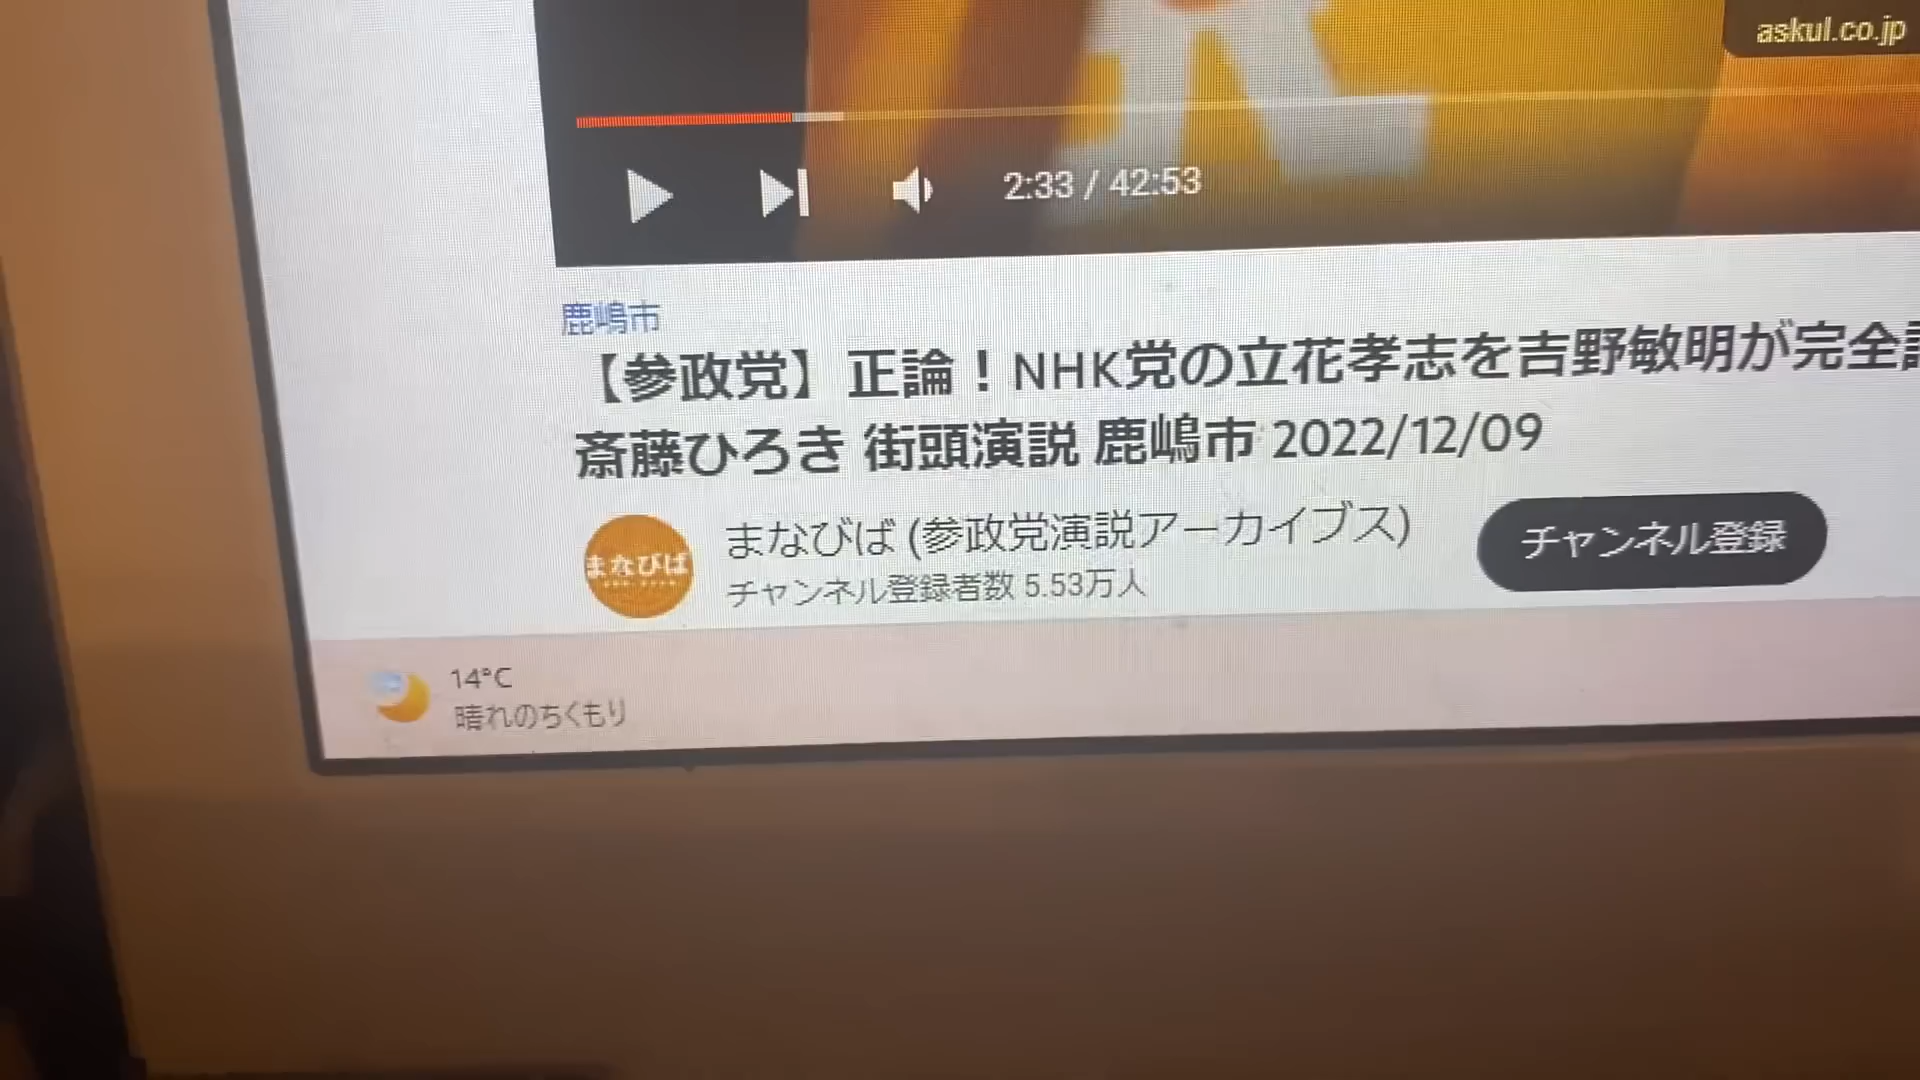 askul.co.jp
2:33 / 42:53
鹿嶋市
【参政党】正論！NHK党の立花孝志を吉野敏明が完全
斎藤ひろき 街頭演説 鹿嶋市 2022/12/09
まなびば
まなびば (参政党演説アーカイブス)
チャンネル登録者数 5.53万人
チャンネル登録
14°C
晴れのちくもり